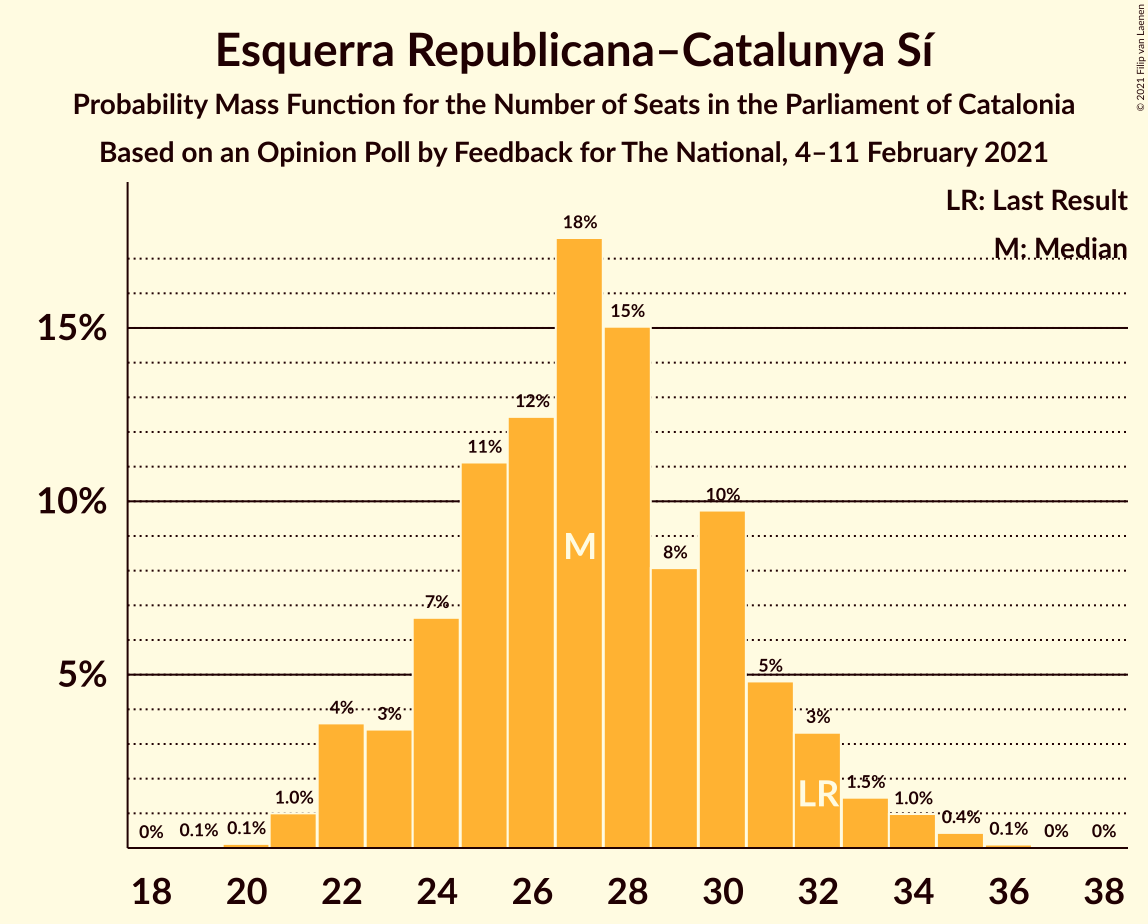 Esquerra Republicana–Catalunya Sí
Probability Mass Function for the Number of Seats in the Parliament of Catalonia
Based on an Opinion Poll by Feedback for The National, 4–11 February 2021
© 2021 Filip van Laenen
LR: Last Result
M: Median
18%
15%
15%
12%
11%
10%
10%
M
8%
7%
5%
5%
4%
3%
3%
LR
1.5%
1.0%
1.0%
0.4%
0% 0.1% 0.1% 0.1% 0% 0%
18 20 22 24 26 28 30 32 34 36 38